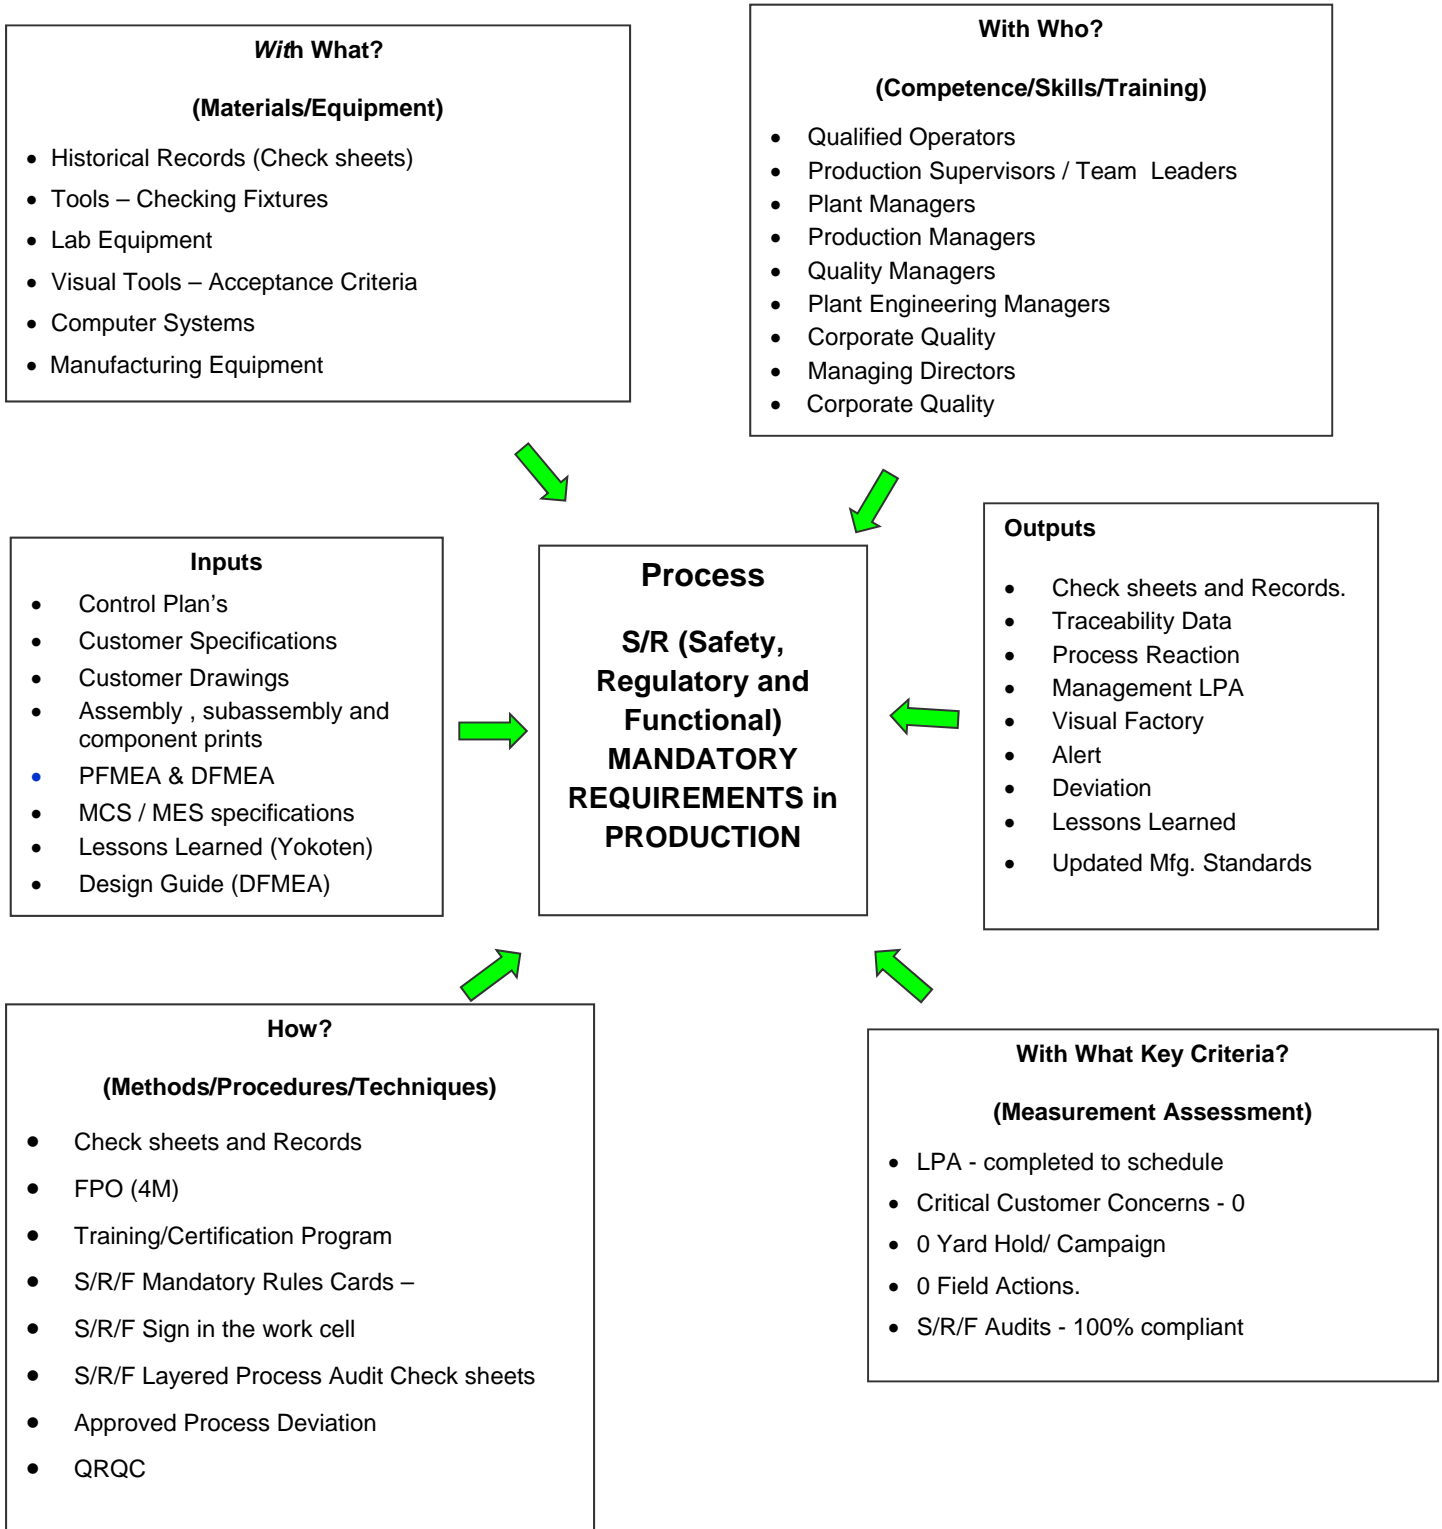 With What?
(Materials/Equipment)
• Historical Records (Check sheets)
• Tools – Checking Fixtures
• Lab Equipment
• Visual Tools – Acceptance Criteria
• Computer Systems
• Manufacturing Equipment
With Who?
(Competence/Skills/Training)
• Qualified Operators
• Production Supervisors / Team Leaders
• Plant Managers
• Production Managers
• Quality Managers
• Plant Engineering Managers
• Corporate Quality
• Managing Directors
• Corporate Quality
Inputs
• Control Plan's
• Customer Specifications
• Customer Drawings
• Assembly , subassembly and
component prints
• PFMEA & DFMEA
• MCS / MES specifications
• Lessons Learned (Yokoten)
• Design Guide (DFMEA)
Process
S/R (Safety,
Regulatory and
Functional)
MANDATORY
REQUIREMENTS in
PRODUCTION
Outputs
• Check sheets and Records.
• Traceability Data
• Process Reaction
• Management LPA
• Visual Factory
• Alert
• Deviation
• Lessons Learned
• Updated Mfg. Standards
How?
(Methods/Procedures/Techniques)
• Check sheets and Records
• FPO (4M)
• Training/Certification Program
• S/R/F Mandatory Rules Cards –
• S/R/F Sign in the work cell
• S/R/F Layered Process Audit Check sheets
• Approved Process Deviation
• QRQC
With What Key Criteria?
(Measurement Assessment)
• LPA - completed to schedule
• Critical Customer Concerns - 0
• 0 Yard Hold/ Campaign
• 0 Field Actions.
• S/R/F Audits - 100% compliant